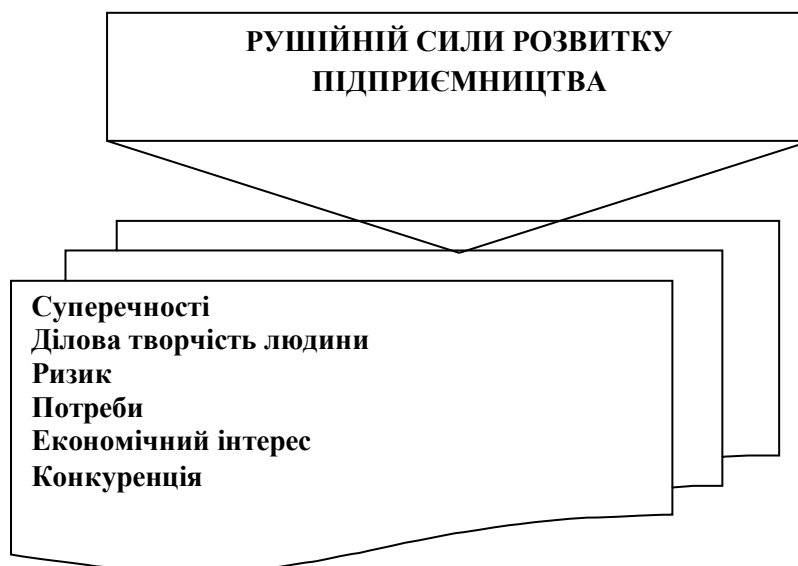 РУШІЙНІЙ СИЛИ РОЗВИТКУ
ПІДПРИЄМНИЦТВА
Суперечності
Ділова творчість людини
Ризик
Потреби
Економічний інтерес
Конкуренція